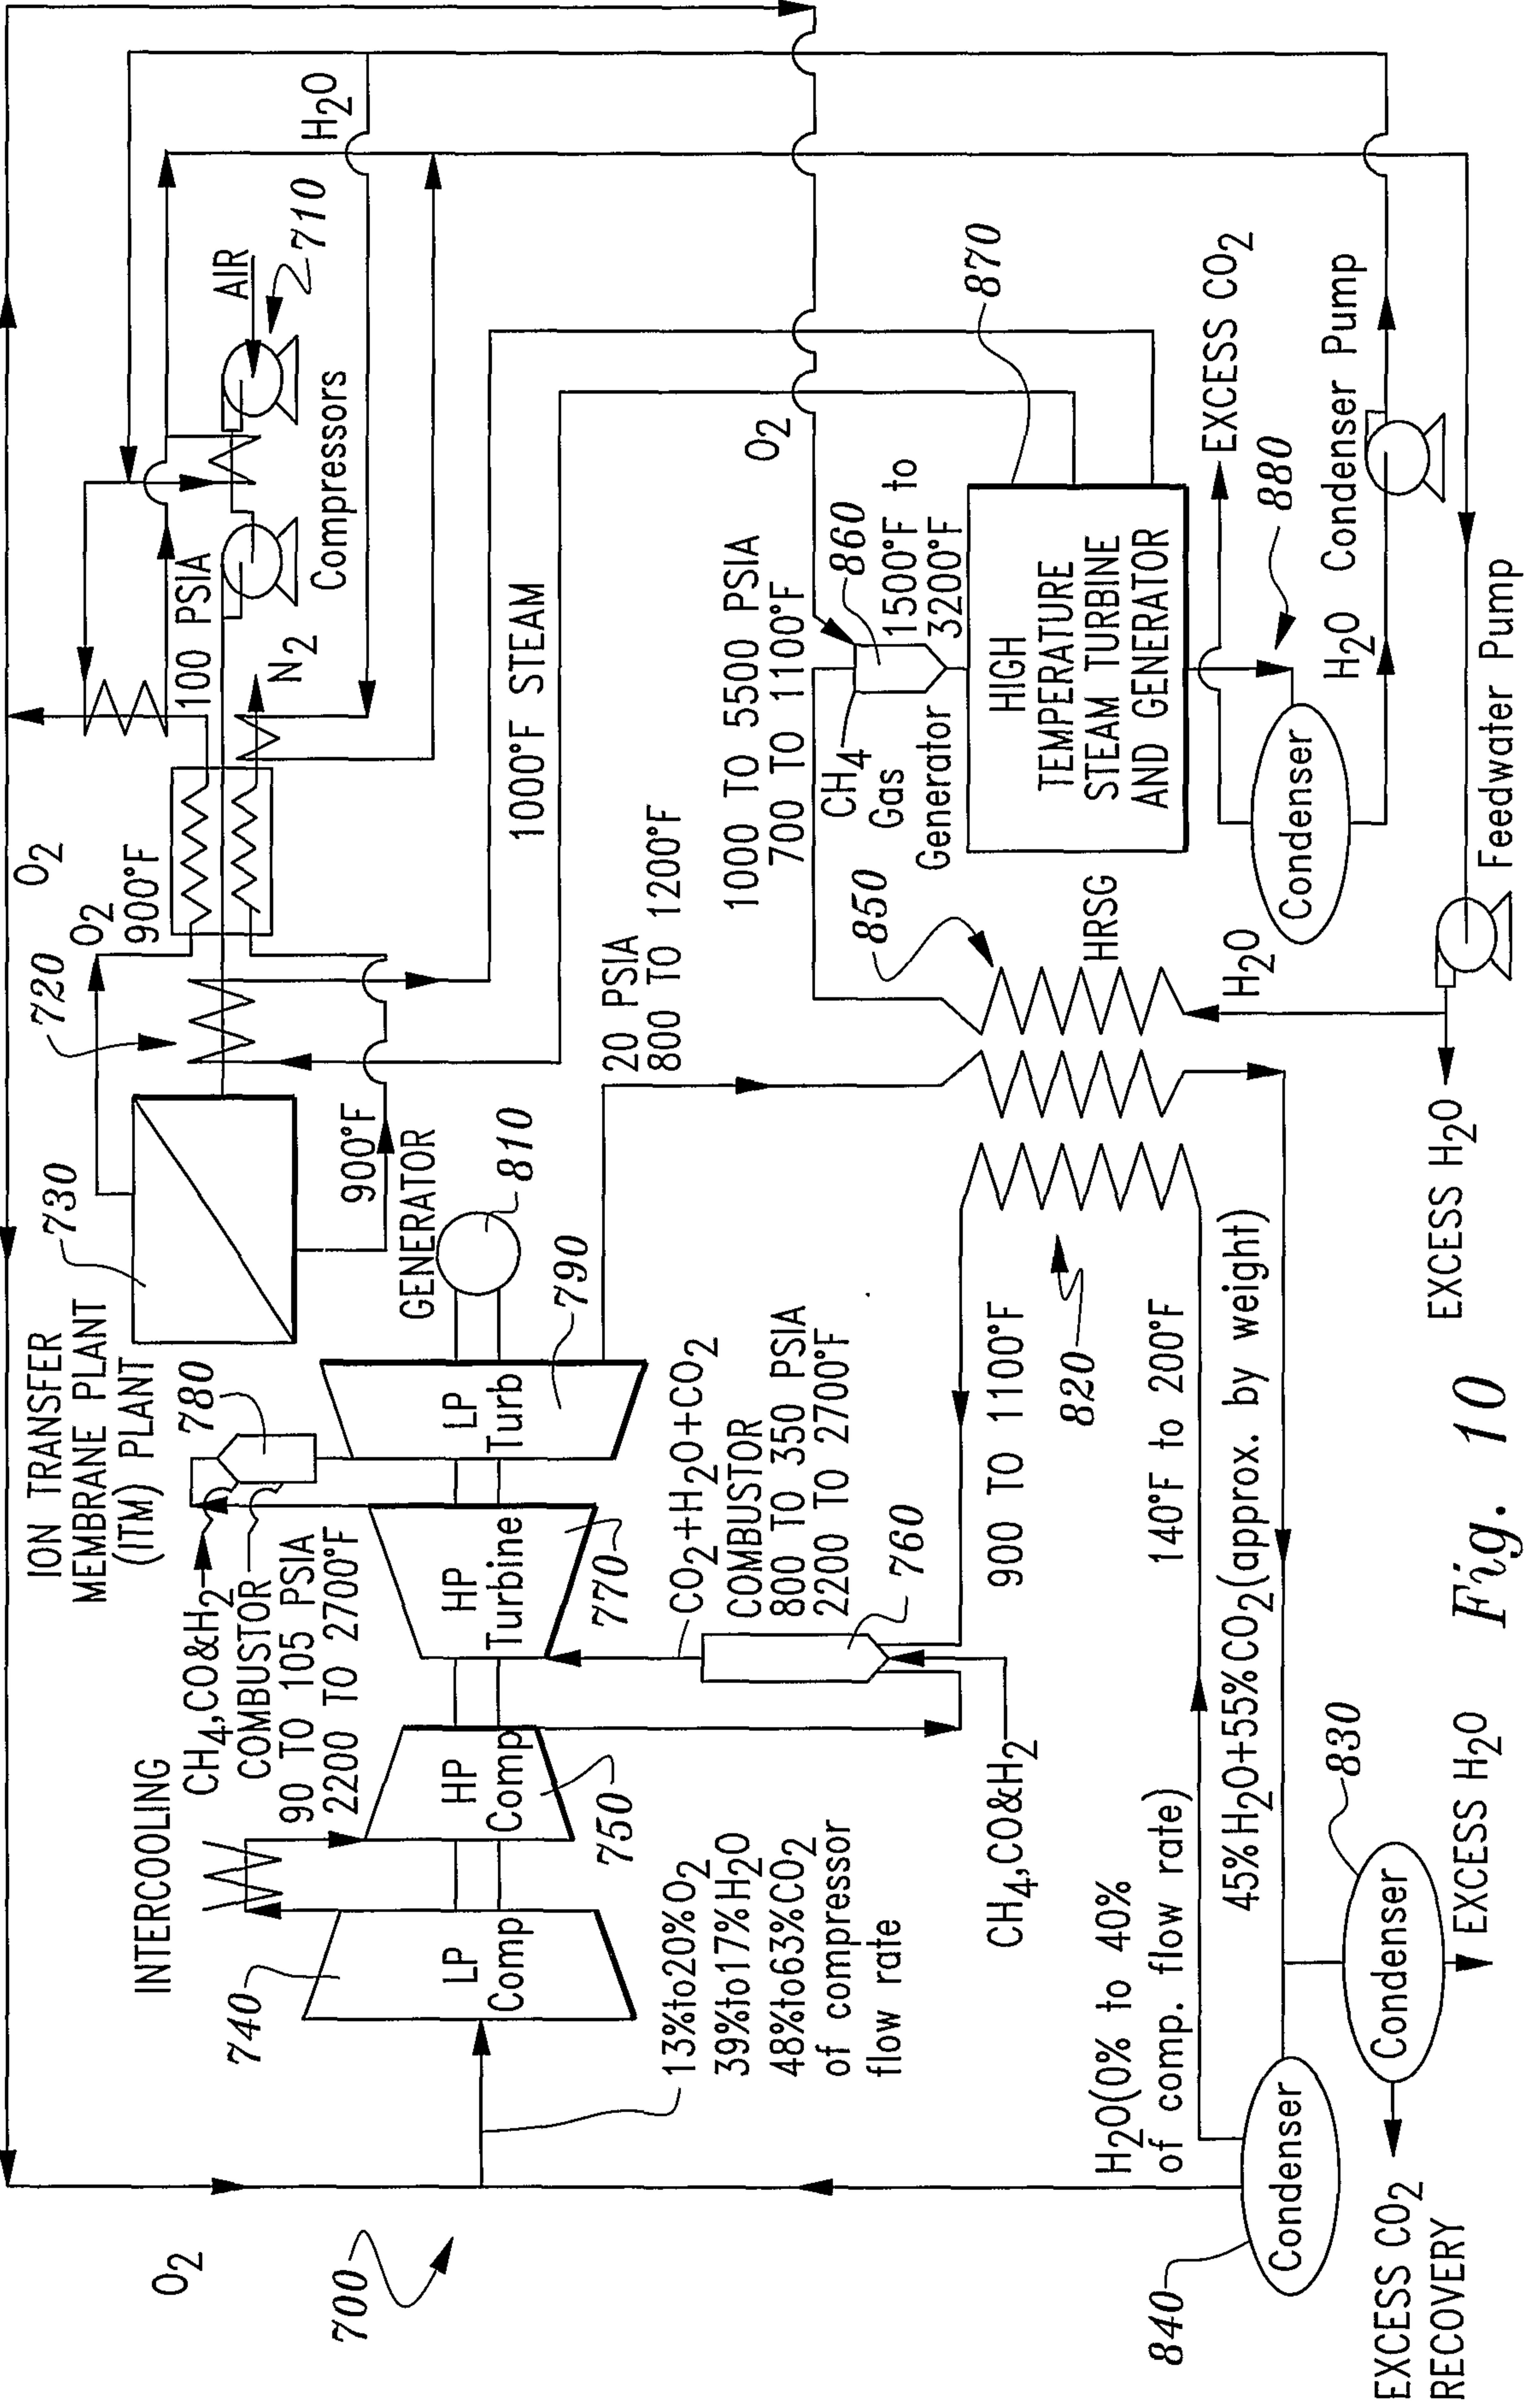 O2
O2
O2
900°F
100 PSIA
N2
H2O
AIR
710
Compressors
720
730
ION TRANSFER
MEMBRANE PLANT
(ITM) PLANT
900°F
1000°F STEAM
GENERATOR
810
780
CH4,CO&H2
COMBUSTOR
90 TO 105 PSIA
2200 TO 2700°F
INTERCOOLING
740
LP
Comp
HP
Comp
750
HP
Turbine
770
LP
Turb
790
20 PSIA
800 TO 1200°F
CO2+H2O+CO2
COMBUSTOR
800 TO 350 PSIA
2200 TO 2700°F
760
CH4,CO&H2
13%to20%O2
39%to17%H2O
48%to63%CO2
of compressor
flow rate
700
1000 TO 5500 PSIA
700 TO 1100°F
O2
CH4
Gas
Generator
860
1500°F to
3200°F
870
HIGH
TEMPERATURE
STEAM TURBINE
AND GENERATOR
850
HRSG
900 TO 1100°F
820
140°F to 200°F
H2O(0% to 40%
of comp. flow rate)
45%H2O+55%CO2(approx. by weight)
EXCESS CO2
880
Condenser
H2O
Condenser Pump
H2O
Feedwater Pump
EXCESS H2O
830
Condenser
EXCESS H2O
840
Condenser
EXCESS CO2
RECOVERY
Fig. 10